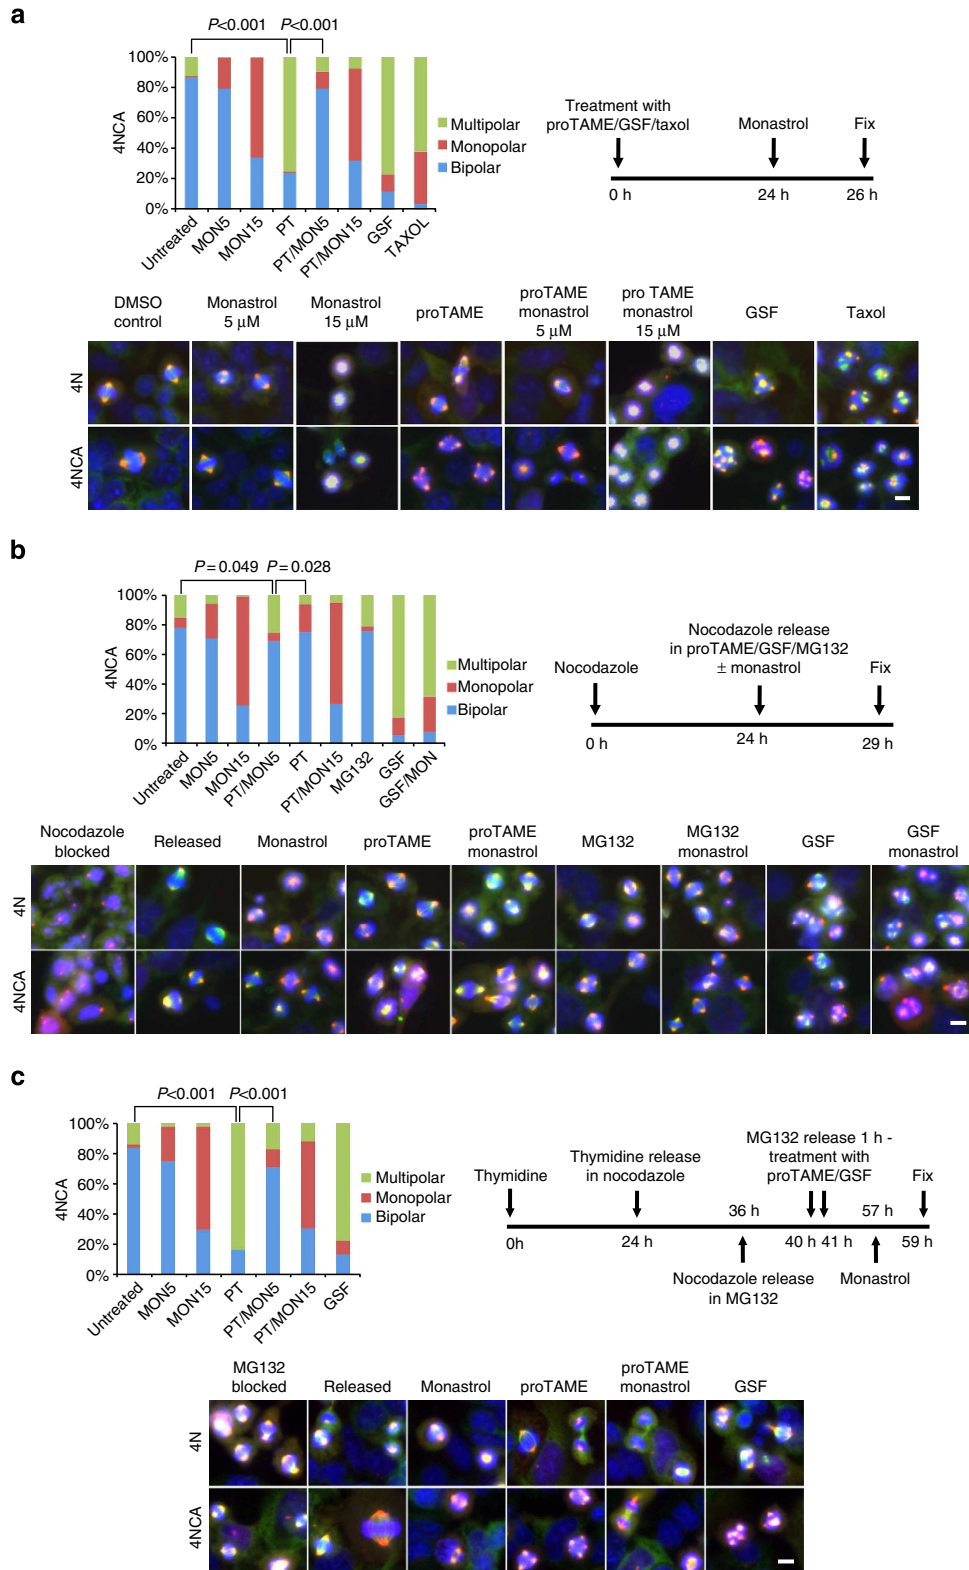 a
P<0.001 P<0.001
100%
80%
60%
40%
20%
0%
4NCA
Multipolar
Monopolar
Bipolar
Untreated
MON5
MON15
PT
PT/MON5
PT/MON15
GSF
TAXOL
Treatment with
proTAME/GSF/taxol
Monastrol
Fix
0 h
24 h
26 h
DMSO
control
Monastrol
5 µM
Monastrol
15 µM
proTAME
proTAME
monastrol
5 µM
pro TAME
monastrol
15 µM
GSF
Taxol
4N
4NCA
b
P = 0.049 P = 0.028
100%
80%
60%
40%
20%
0%
4NCA
Multipolar
Monopolar
Bipolar
Untreated
MON5
MON15
PT/MON5
PT
PT/MON15
MG132
GSF
GSF/MON
Nocodazole
Nocodazole release
in proTAME/GSF/MG132
± monastrol
Fix
0 h
24 h
29 h
Nocodazole
blocked
Released
Monastrol
proTAME
proTAME
monastrol
MG132
MG132
monastrol
GSF
GSF
monastrol
4N
4NCA
c
P<0.001 P<0.001
100%
80%
60%
40%
20%
0%
4NCA
Multipolar
Monopolar
Bipolar
Untreated
MON5
MON15
PT
PT/MON5
PT/MON15
GSF
Thymidine
Thymidine release
in nocodazole
MG132 release 1 h -
treatment with
proTAME/GSF
Fix
36 h
57 h
0h
24 h
40 h
41 h
59 h
Nocodazole release
in MG132
Monastrol
MG132
blocked
Released
Monastrol
proTAME
proTAME
monastrol
GSF
4N
4NCA